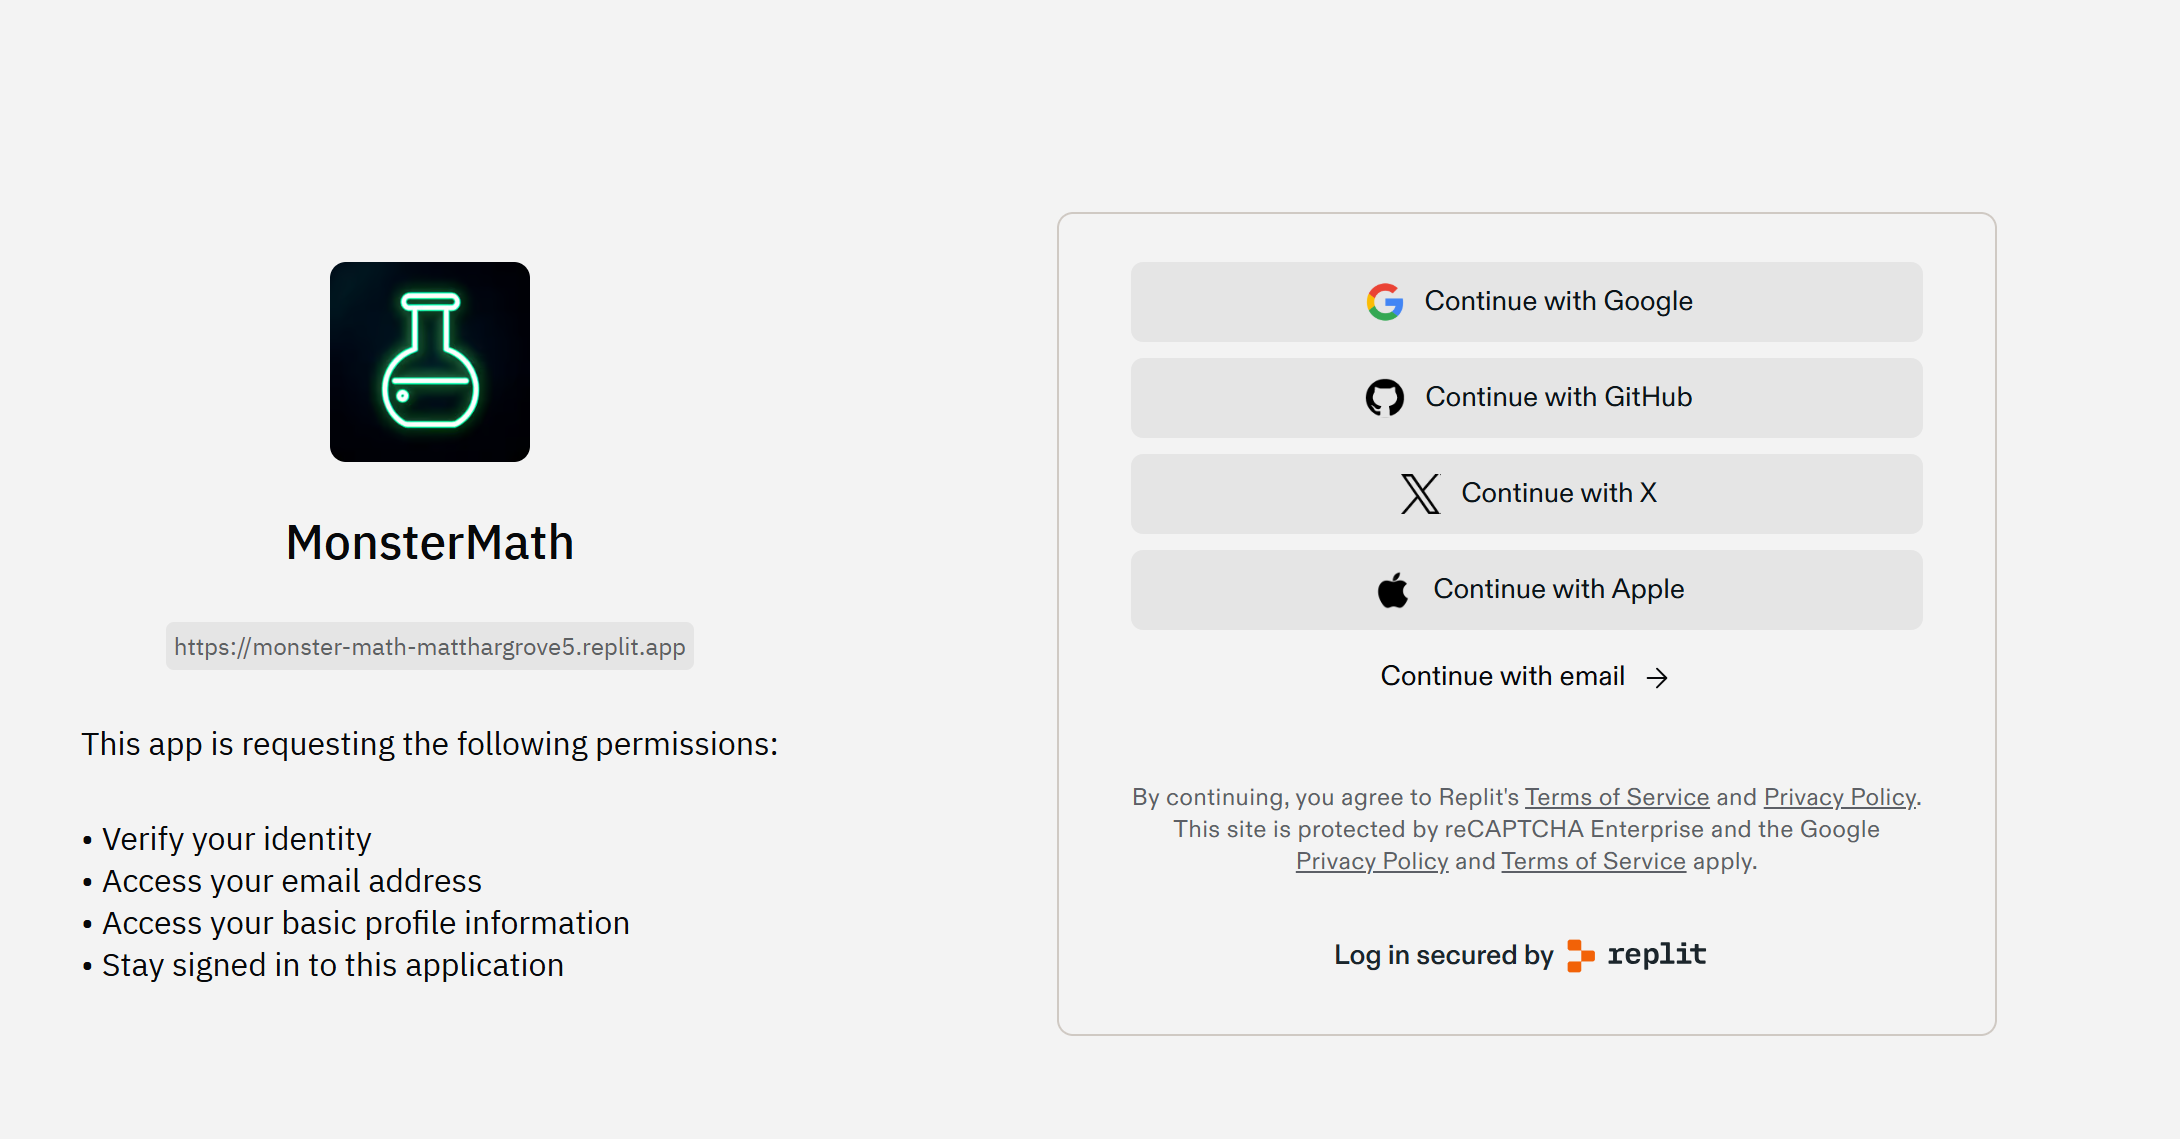 MonsterMath
https://monster-math-matthargrove5.replit.app
This app is requesting the following permissions:
• Verify your identity
• Access your email address
• Access your basic profile information
• Stay signed in to this application
Continue with Google
Continue with GitHub
Continue with X
Continue with Apple
Continue with email →
By continuing, you agree to Replit's Terms of Service and Privacy Policy.
This site is protected by reCAPTCHA Enterprise and the Google
Privacy Policy and Terms of Service apply.
Log in secured by replit